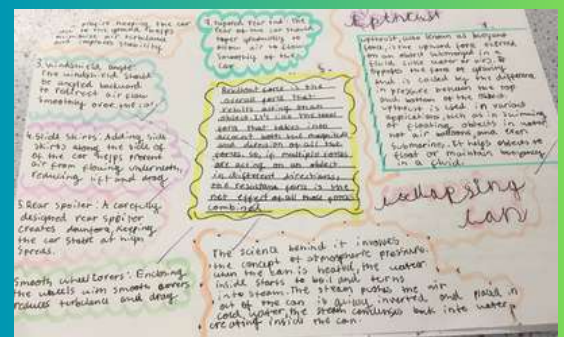 keeping the car
to the ground, helps
minimize air turbulance
and improves stability.
3. Windshield angle:
the windshield should
be angled backward
to redirect air flow
smoothly over the car.
4. Slide skirts: Adding side
skirts along the side of
of the car helps prevent
air from flowing underneath,
reducing lift and drag
5. Rear spoiler: A carefully
designed rear spoiler
creates downforce, keeping
the car stable at high
speeds.
Smooth wheel covers: Enclosing
the wheels with smooth covers
reduces turbulence and drag.
Tapered rear end: the
rear of the car should
taper gradually to
allow air to flow
smoothly off the
car
Resultant force is the
overall force that
results acting on an
object. It's like the total
force that takes into
account both the magnitude
and direction of all the
forces. So, if multiple forces
are acting on an object
in different directions,
the resultant force is the
net effect of all those forces
combined
The science behind it involves
the concept of atmospheric pressure.
when the can is heated, the water
inside starts to boil and turns
into steam. The steam pushes the air
out of the can is quickly inverted, and placed in
cold water, the steam condenses back into water,
creating inside the can.
Upthrust
upthrust, also known as buoyant
force, is the upward force exerted
on an object submerged in a
fluid (like water or air). It
opposes the force of gravity
and is caused by the difference
in pressure between the top
and bottom of the object.
upthrust is used in various
applications, such as in swimming
or floating objects in water,
hot air balloons, and even
submarines. It helps objects to
float or maintain buoyancy
in a fluid.
collapsing
can